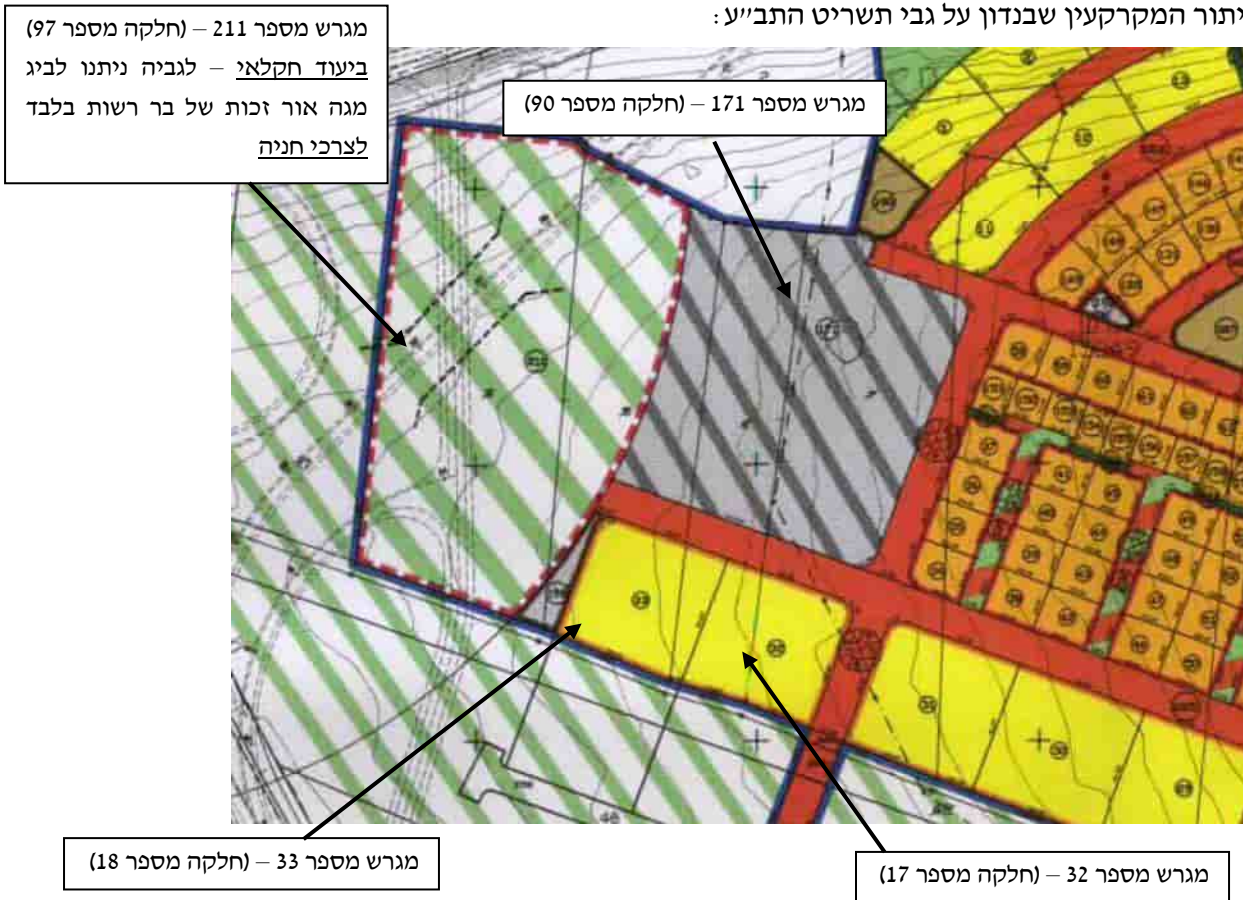 יתור המקרקעין שבנדון על גבי תשריט התב״ע:
מגרש מספר 211 – (חלקה מספר 97)
ביעוד חקלאי – לגביה ניתנו לביג
מגה אור זכות של בר רשות בלבד
לצרכי חניה
מגרש מספר 171 – (חלקה מספר 90)
מגרש מספר 33 – (חלקה מספר 18)
מגרש מספר 32 – (חלקה מספר 17)